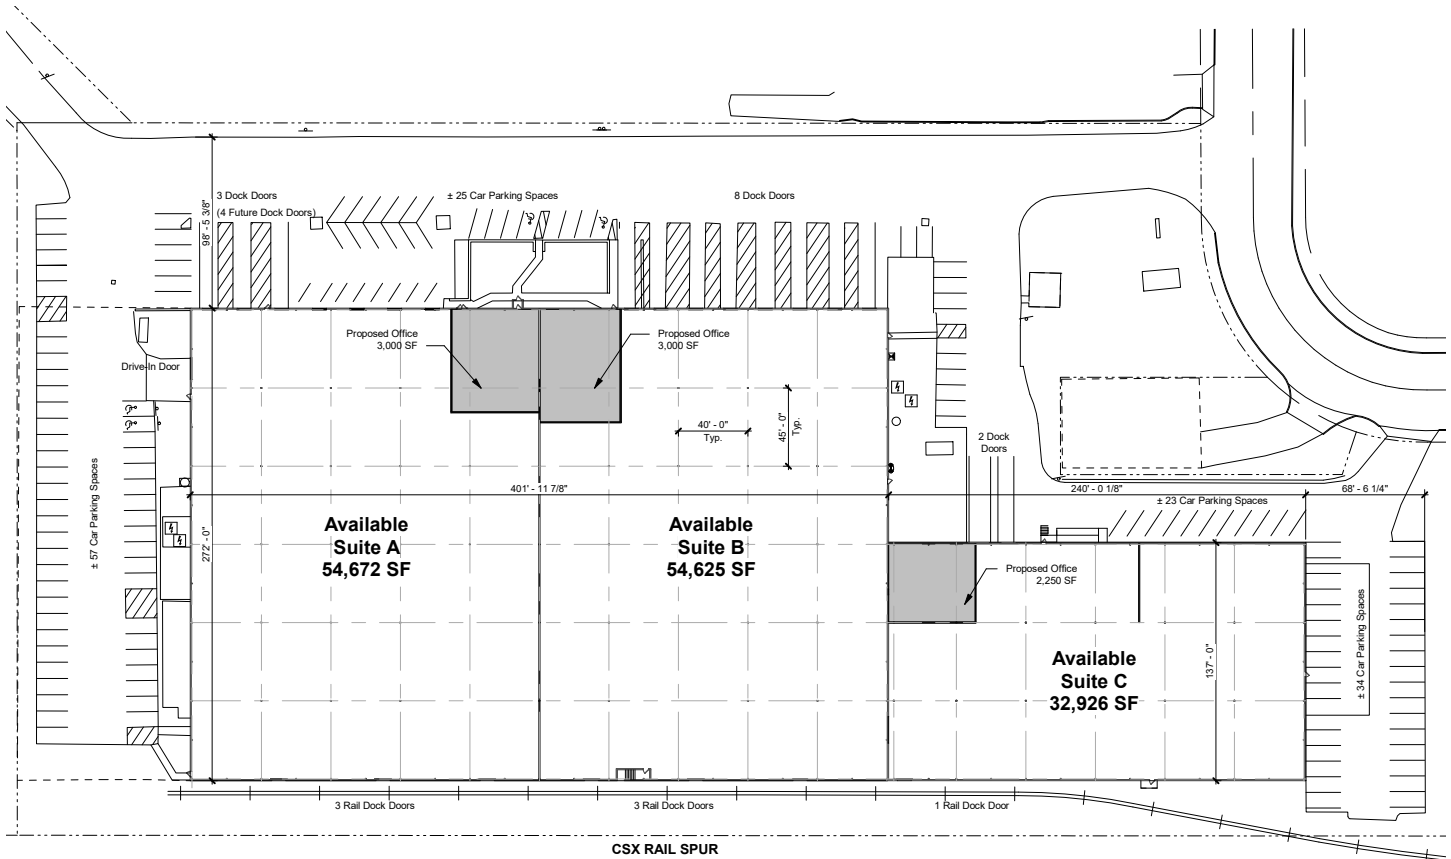 3 Dock Doors
(4 Future Dock Doors)
± 25 Car Parking Spaces
8 Dock Doors
98' - 5 3/8"
Proposed Office
3,000 SF
Proposed Office
3,000 SF
Drive-In Door
40' - 0"
Typ.
45' - 0"
Typ.
2 Dock
Doors
± 57 Car Parking Spaces
401' - 11 7/8"
240' - 0 1/8"
68' - 6 1/4"
± 23 Car Parking Spaces
272' - 0"
Available
Suite A
54,672 SF
Available
Suite B
54,625 SF
Proposed Office
2,250 SF
Available
Suite C
32,926 SF
137' - 0"
± 34 Car Parking Spaces
3 Rail Dock Doors
3 Rail Dock Doors
1 Rail Dock Door
CSX RAIL SPUR